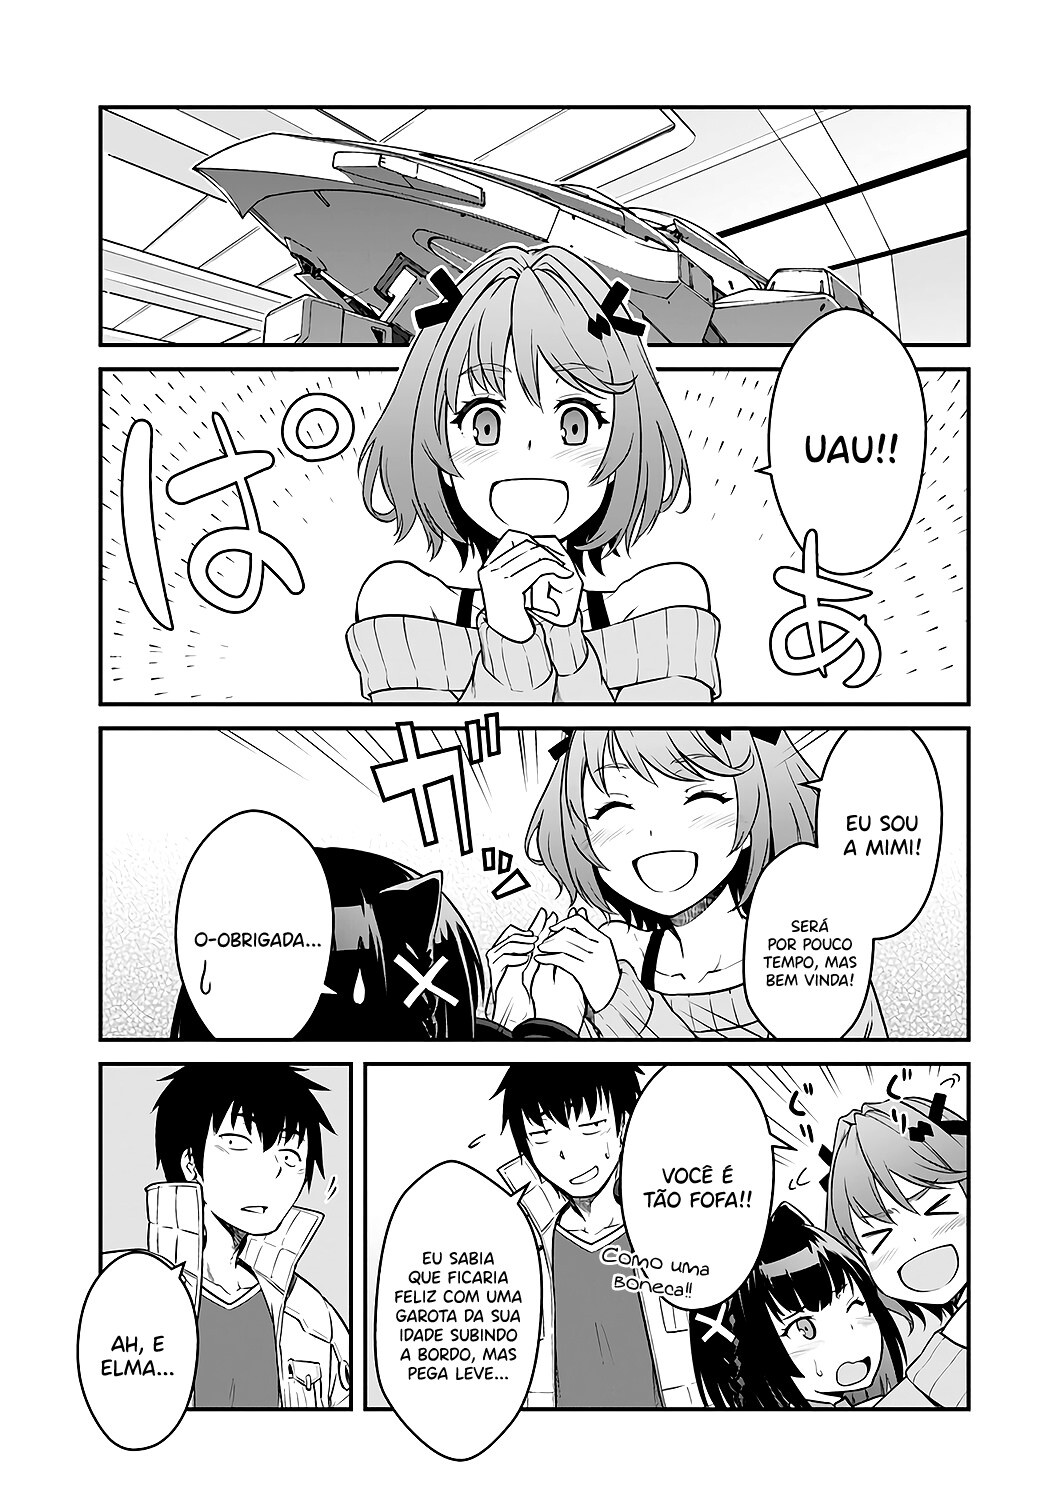 UAU!!
ぱ
あ
EU SOU
A MIMI!
SERÁ
POR POUCO
TEMPO, MAS
BEM VINDA!
ガッ
O-OBRIGADA...
VOCÊ É
TÃO FOFA!!
COMO UMA
BONECA!!
EU SABIA
QUE FICARIA
FELIZ COM UMA
GAROTA DA SUA
IDADE SUBINDO
A BORDO, MAS
PEGA LEVE...
AH, E
ELMA...